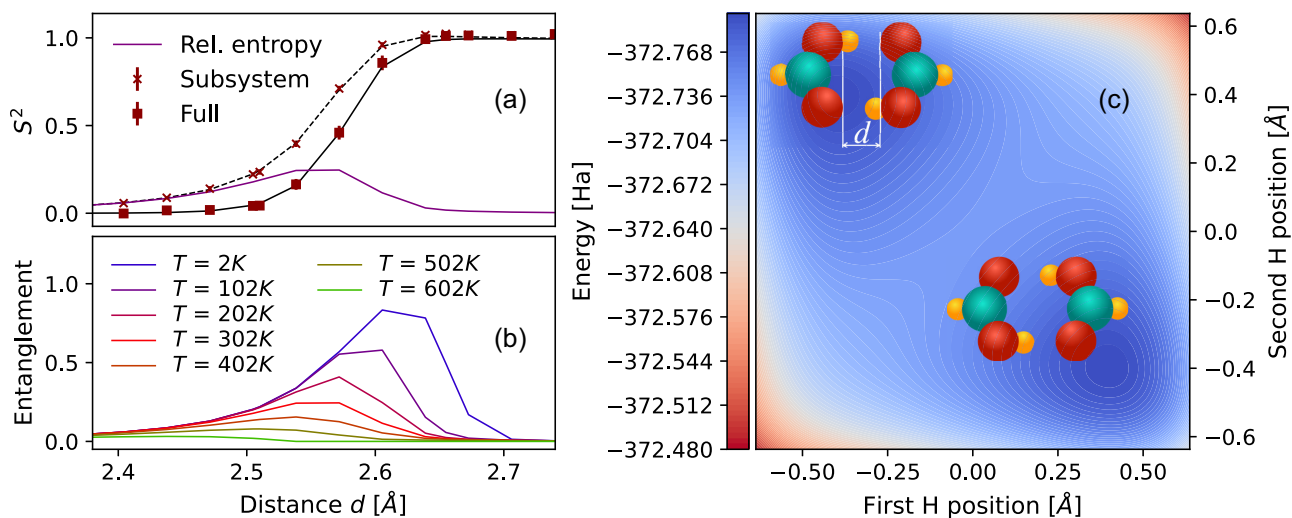 1.0
0.5
0.0
S²
Rel. entropy
Subsystem
Full
(a)
1.0
0.5
0.0
Entanglement
T = 2K
T = 102K
T = 202K
T = 302K
T = 402K
T = 502K
T = 602K
(b)
2.4 2.5 2.6 2.7
Distance d [Å]
Energy [Ha]
−372.768
−372.736
−372.704
−372.672
−372.640
−372.608
−372.576
−372.544
−372.512
−372.480
(c)
d
−0.50 −0.25 0.00 0.25 0.50
First H position [Å]
0.6
0.4
0.2
0.0
−0.2
−0.4
−0.6
Second H position [Å]